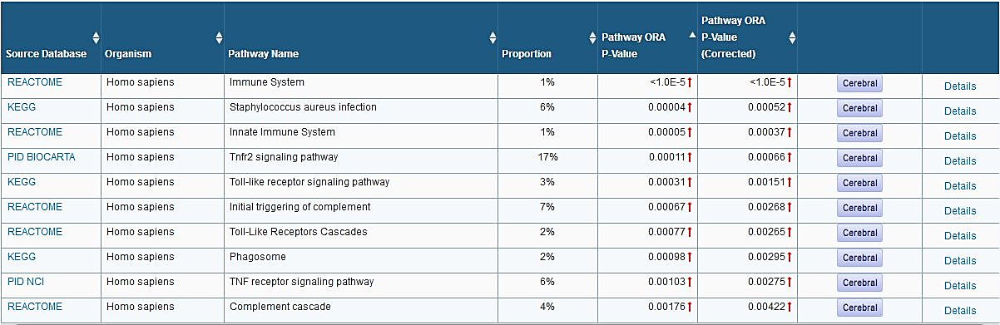 Source Database Organism Pathway Name Proportion Pathway ORA P-Value Pathway ORA P-Value (Corrected)
REACTOME Homo sapiens Immune System 1% <1.0E-5 <1.0E-5 Cerebral Details
KEGG Homo sapiens Staphylococcus aureus infection 6% 0.00004 0.00052 Cerebral Details
REACTOME Homo sapiens Innate Immune System 1% 0.00005 0.00037 Cerebral Details
PID BIOCARTA Homo sapiens Tnfr2 signaling pathway 17% 0.00011 0.00066 Cerebral Details
KEGG Homo sapiens Toll-like receptor signaling pathway 3% 0.00031 0.00151 Cerebral Details
REACTOME Homo sapiens Initial triggering of complement 7% 0.00067 0.00268 Cerebral Details
REACTOME Homo sapiens Toll-Like Receptors Cascades 2% 0.00077 0.00265 Cerebral Details
KEGG Homo sapiens Phagosome 2% 0.00098 0.00295 Cerebral Details
PID NCI Homo sapiens TNF receptor signaling pathway 6% 0.00103 0.00275 Cerebral Details
REACTOME Homo sapiens Complement cascade 4% 0.00176 0.00422 Cerebral Details